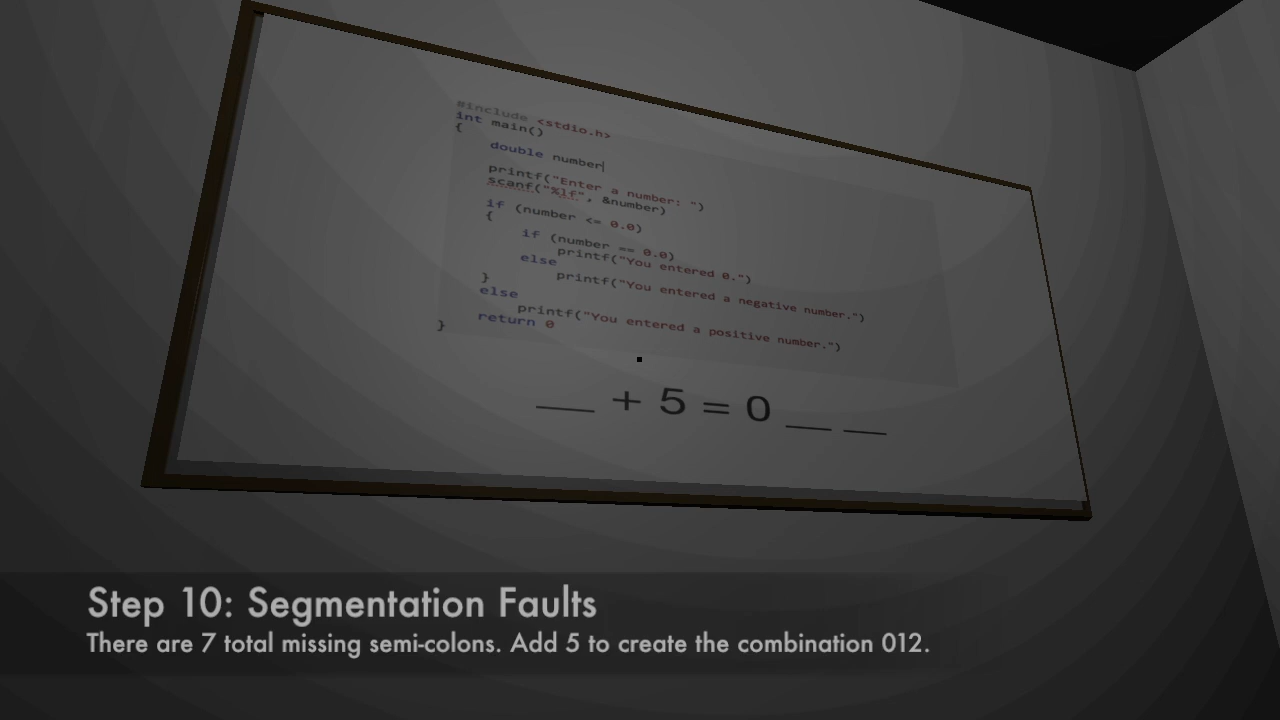 #include <stdio.h>
int main()
{
double number
printf("Enter a number: ")
scanf("%lf", &number)
if (number <= 0.0)
{
if (number == 0.0)
printf("You entered 0.")
else
printf("You entered a negative number.")
}
else
printf("You entered a positive number.")
return 0
}
__ + 5 = 0 __ __
Step 10: Segmentation Faults
There are 7 total missing semi-colons. Add 5 to create the combination 012.